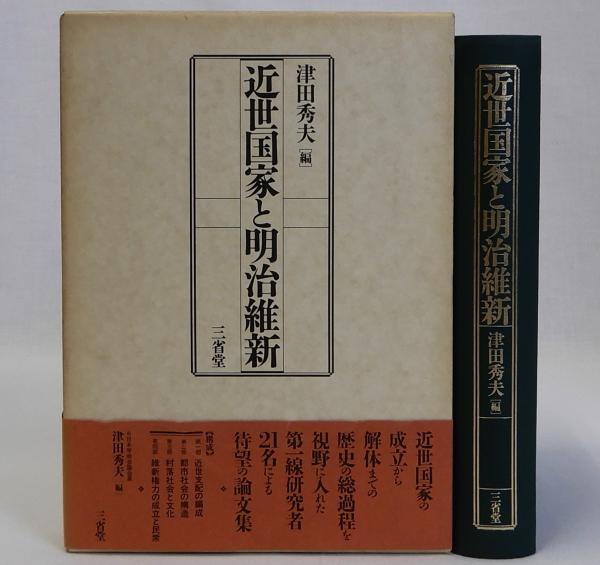 津田秀夫[編]
近世国家と明治維新
三省堂
近世国家の
成立から
解体までの
歴史の総過程を
視野に入れた
第一線研究者
21名による
待望の論文集
《構成》
第一部 近世支配の編成
第二部 都市社会の構造
第三部 村落社会と文化
第四部 維新権力の成立と民衆
津田秀夫 編
三省堂
近世国家と明治維新
津田秀夫[編]
三省堂